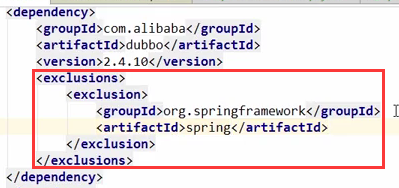 <dependency>
<groupId>com.alibaba</groupId>
<artifactId>dubbo</artifactId>
<version>2.4.10</version>
<exclusions>
<exclusion>
<groupId>org.springframework</groupId>
<artifactId>spring</artifactId>
</exclusion>
</exclusions>
</dependency>